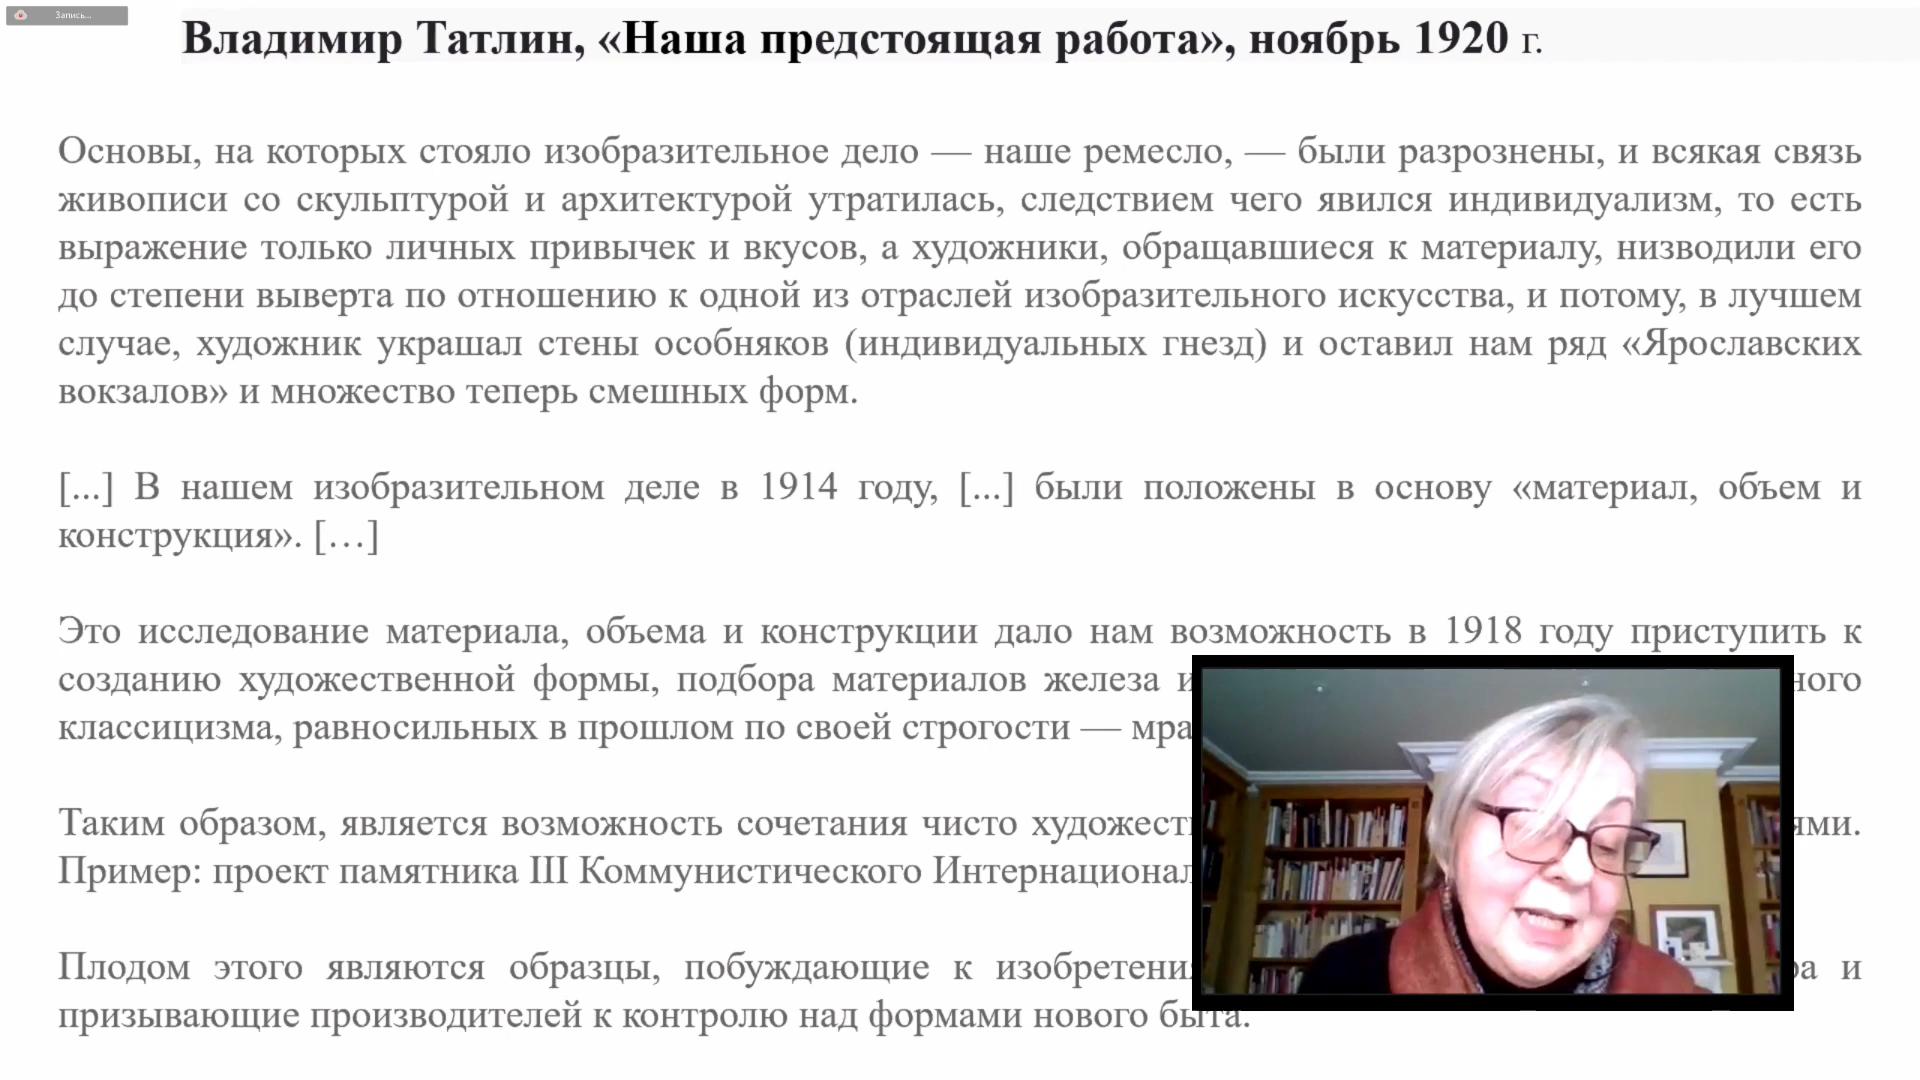 Запись...
Владимир Татлин, «Наша предстоящая работа», ноябрь 1920 г.
Основы, на которых стояло изобразительное дело — наше ремесло, — были разрознены, и всякая связь
живописи со скульптурой и архитектурой утратилась, следствием чего явился индивидуализм, то есть
выражение только личных привычек и вкусов, а художники, обращавшиеся к материалу, низводили его
до степени выверта по отношению к одной из отраслей изобразительного искусства, и потому, в лучшем
случае, художник украшал стены особняков (индивидуальных гнезд) и оставил нам ряд «Ярославских
вокзалов» и множество теперь смешных форм.
[...] В нашем изобразительном деле в 1914 году, [...] были положены в основу «материал, объем и
конструкция». […]
Это исследование материала, объема и конструкции дало нам возможность в 1918 году приступить к
созданию художественной формы, подбора материалов железа и
классицизма, равносильных в прошлом по своей строгости —
Таким образом, является возможность сочетания чисто
Пример: проект памятника III Коммунистического
Плодом этого являются образцы, побуждающие к и
призывающие производителей к контролю над формами нового быта.